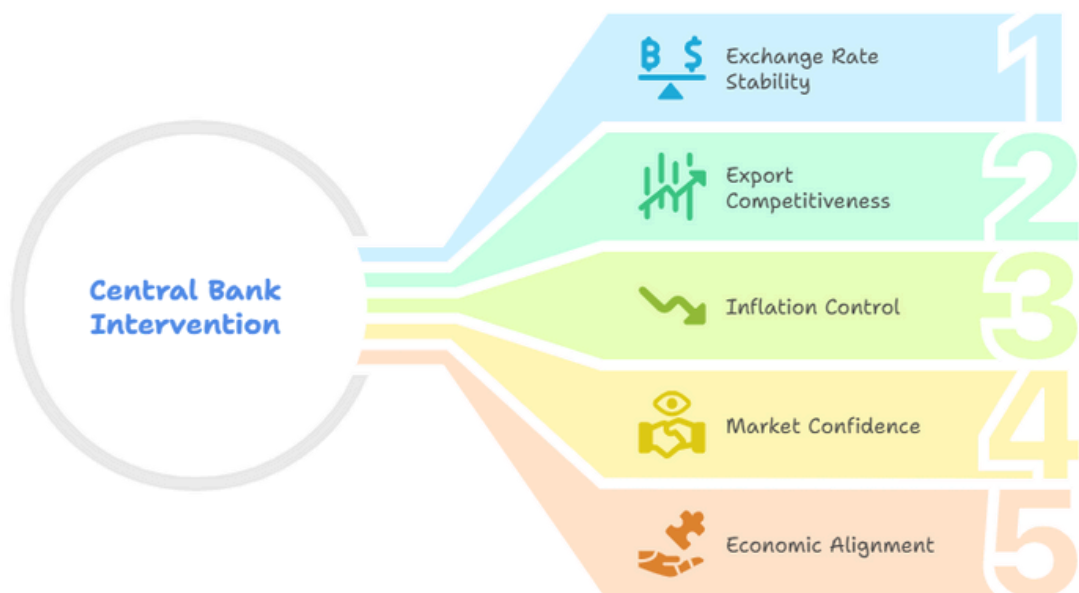 Central Bank
Intervention
฿ $
Exchange Rate
Stability
1
Export
Competitiveness
2
Inflation Control
3
Market Confidence
4
Economic Alignment
5